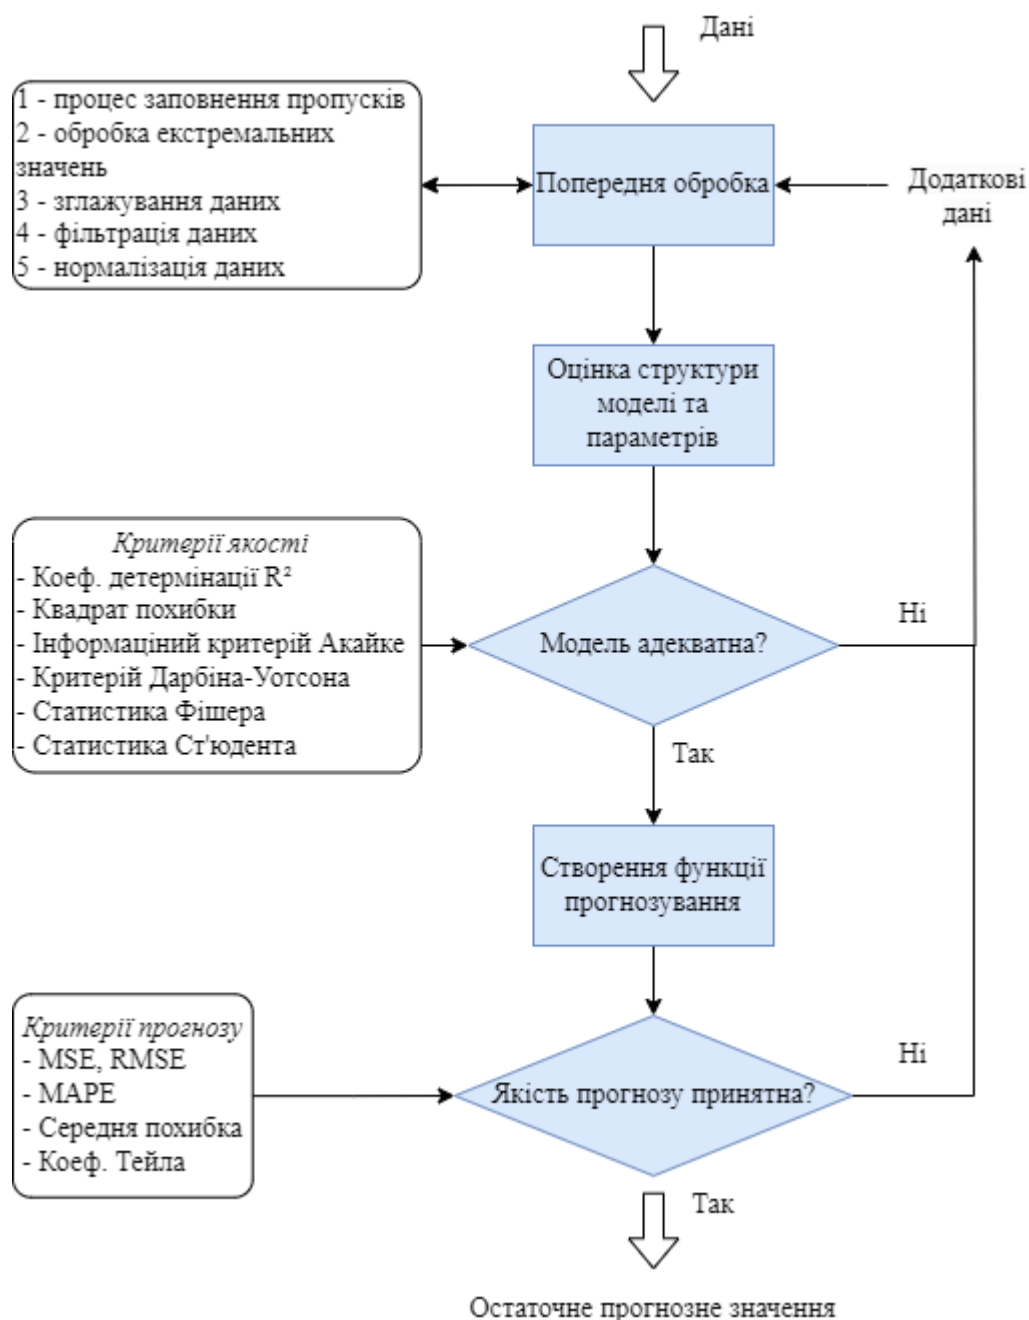 Дані
1 - процес заповнення пропусків
2 - обробка екстремальних
значень
3 - зглажування даних
4 - фільтрація даних
5 - нормалізація даних
Попередня обробка
Додаткові
дані
Оцінка структури
моделі та
параметрів
Критерії якості
- Коеф. детермінації R²
- Квадрат похибки
- Інформаціний критерій Акайке
- Критерій Дарбіна-Уотсона
- Статистика Фішера
- Статистика Ст'юдента
Модель адекватна?
Ні
Так
Створення функції
прогнозування
Критерії прогнозу
- MSE, RMSE
- MAPE
- Середня похибка
- Коеф. Тейла
Якість прогнозу принятна?
Ні
Так
Остаточне прогнозне значення